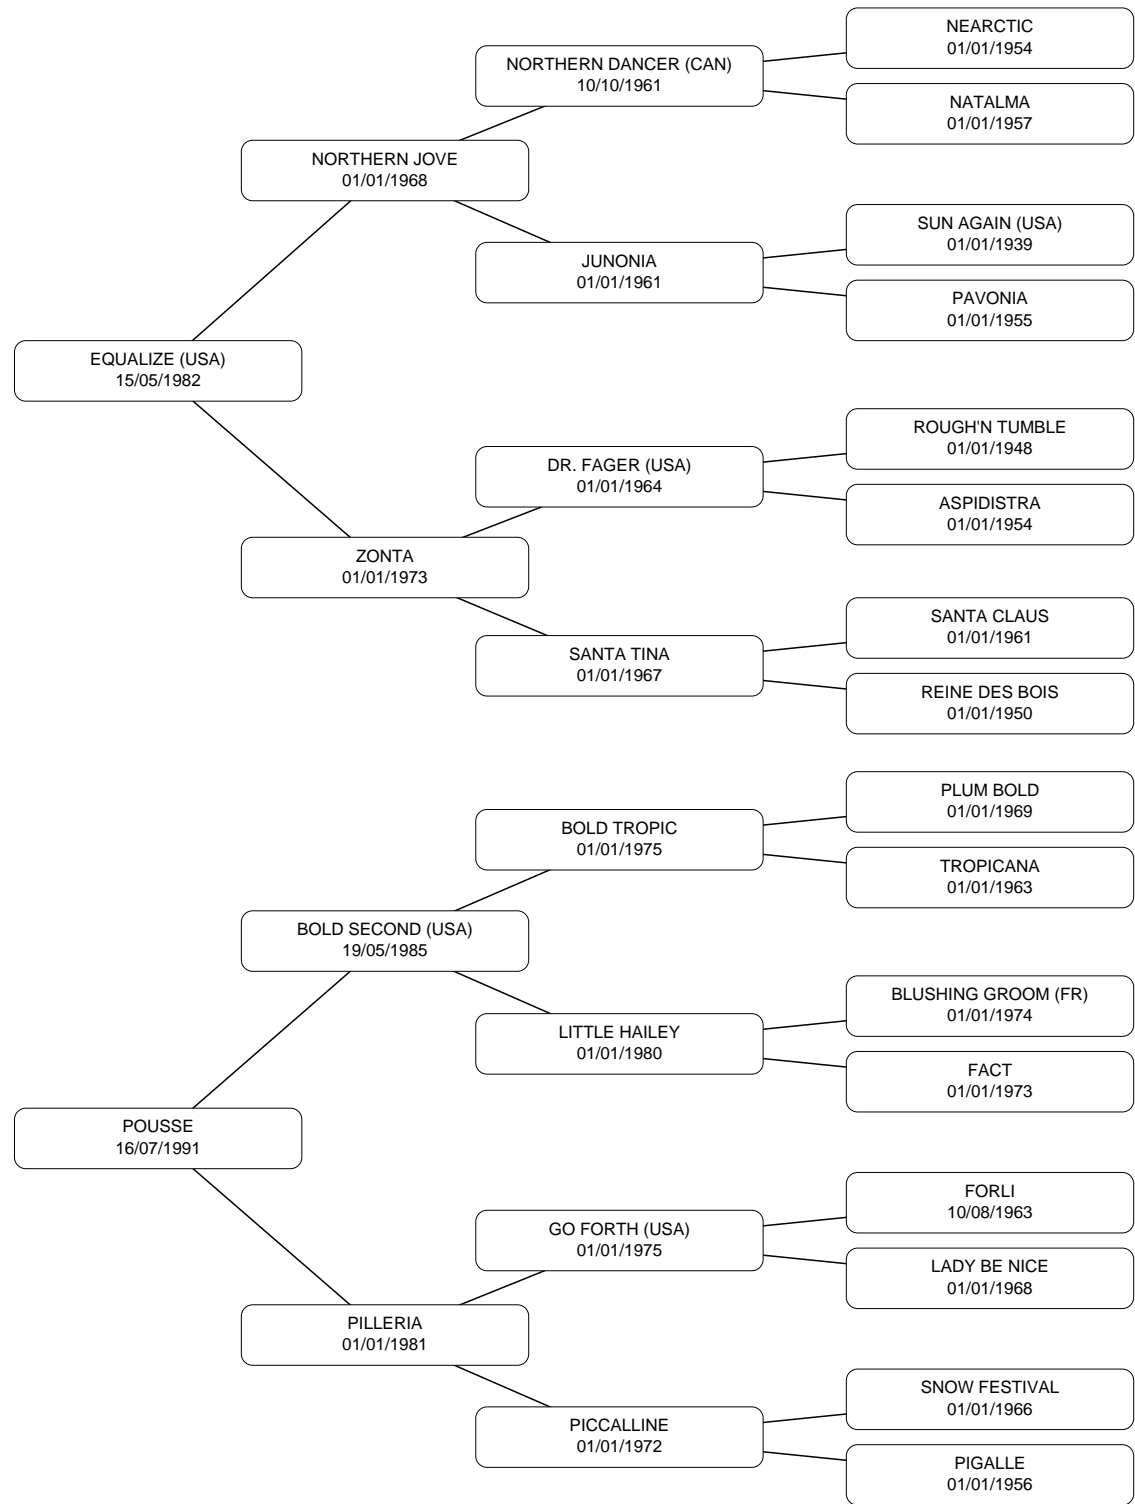 NEARCTIC
01/01/1954
NORTHERN DANCER (CAN)
10/10/1961
NATALMA
01/01/1957
NORTHERN JOVE
01/01/1968
SUN AGAIN (USA)
01/01/1939
JUNONIA
01/01/1961
PAVONIA
01/01/1955
EQUALIZE (USA)
15/05/1982
ROUGH'N TUMBLE
01/01/1948
DR. FAGER (USA)
01/01/1964
ASPIDISTRA
01/01/1954
ZONTA
01/01/1973
SANTA CLAUS
01/01/1961
SANTA TINA
01/01/1967
REINE DES BOIS
01/01/1950
PLUM BOLD
01/01/1969
BOLD TROPIC
01/01/1975
TROPICANA
01/01/1963
BOLD SECOND (USA)
19/05/1985
BLUSHING GROOM (FR)
01/01/1974
LITTLE HAILEY
01/01/1980
FACT
01/01/1973
POUSSE
16/07/1991
FORLI
10/08/1963
GO FORTH (USA)
01/01/1975
LADY BE NICE
01/01/1968
PILLERIA
01/01/1981
SNOW FESTIVAL
01/01/1966
PICCALLINE
01/01/1972
PIGALLE
01/01/1956